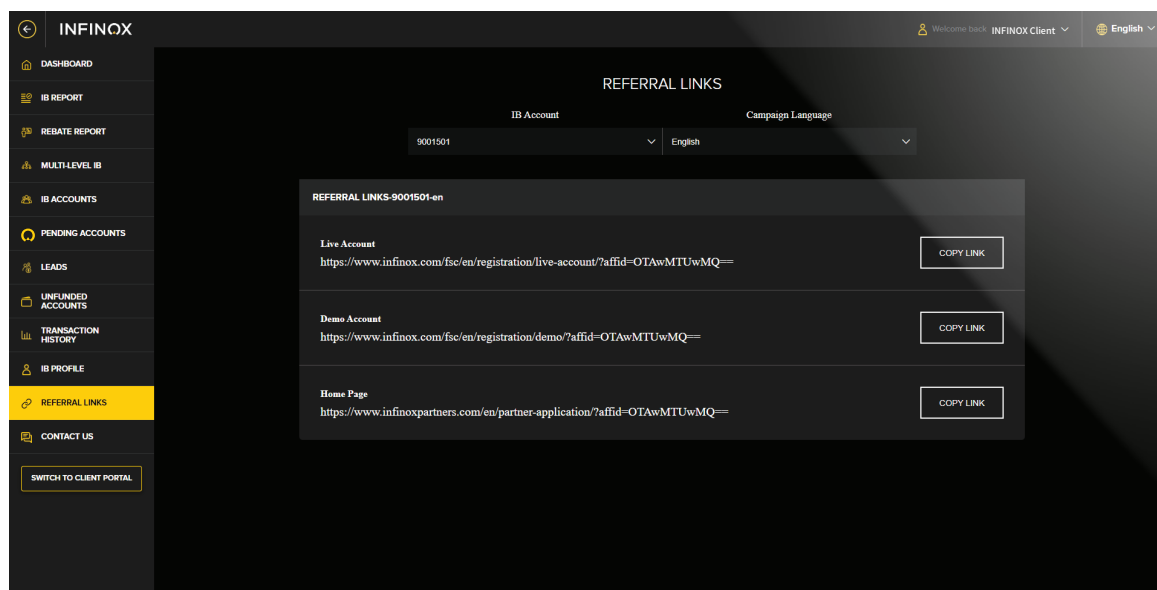 INFINOX
Welcome back INFINOX Client
English
DASHBOARD
IB REPORT
REBATE REPORT
MULTI-LEVEL IB
IB ACCOUNTS
PENDING ACCOUNTS
LEADS
UNFUNDED
ACCOUNTS
TRANSACTION
HISTORY
IB PROFILE
REFERRAL LINKS
CONTACT US
SWITCH TO CLIENT PORTAL
REFERRAL LINKS
IB Account
Campaign Language
9001501
English
REFERRAL LINKS-9001501-en
Live Account
https://www.infinox.com/fsc/en/registration/live-account/?affid=OTAwMTUwMQ==
COPY LINK
Demo Account
https://www.infinox.com/fsc/en/registration/demo/?affid=OTAwMTUwMQ==
COPY LINK
Home Page
https://www.infinoxpartners.com/en/partner-application/?affid=OTAwMTUwMQ==
COPY LINK